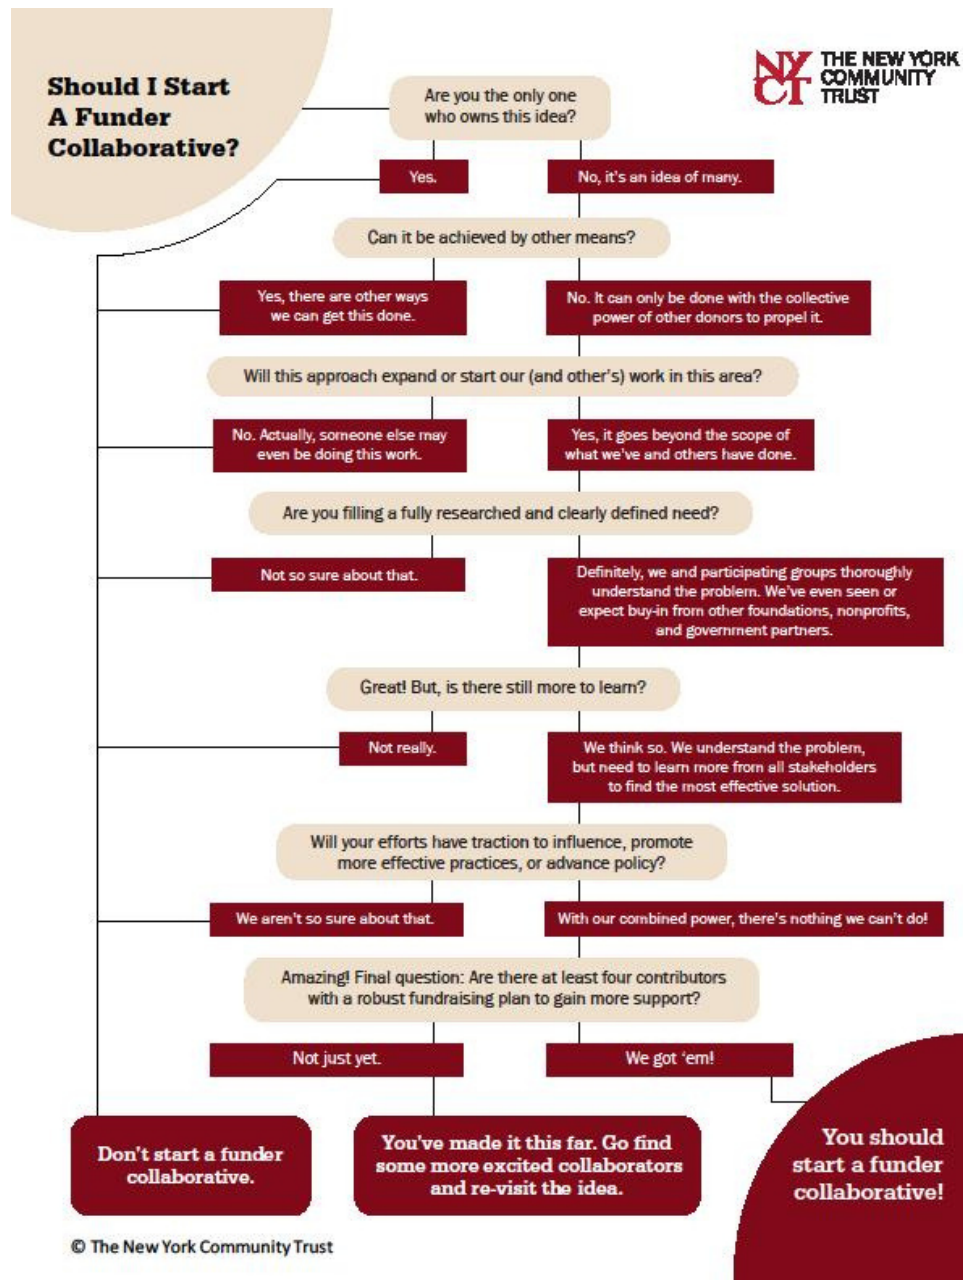 Should I Start
A Funder
Collaborative?
NY
CT
THE NEW YORK
COMMUNITY
TRUST
Are you the only one
who owns this idea?
Yes.
No, it's an idea of many.
Can it be achieved by other means?
Yes, there are other ways
we can get this done.
No. It can only be done with the collective
power of other donors to propel it.
Will this approach expand or start our (and other's) work in this area?
No. Actually, someone else may
even be doing this work.
Yes, it goes beyond the scope of
what we've and others have done.
Are you filling a fully researched and clearly defined need?
Not so sure about that.
Definitely, we and participating groups thoroughly
understand the problem. We've even seen or
expect buy-in from other foundations, nonprofits,
and government partners.
Great! But, is there still more to learn?
Not really.
We think so. We understand the problem,
but need to learn more from all stakeholders
to find the most effective solution.
Will your efforts have traction to influence, promote
more effective practices, or advance policy?
We aren't so sure about that.
With our combined power, there's nothing we can't do!
Amazing! Final question: Are there at least four contributors
with a robust fundraising plan to gain more support?
Not just yet.
We got 'em!
Don't start a funder
collaborative.
You've made it this far. Go find
some more excited collaborators
and re-visit the idea.
You should
start a funder
collaborative!
© The New York Community Trust